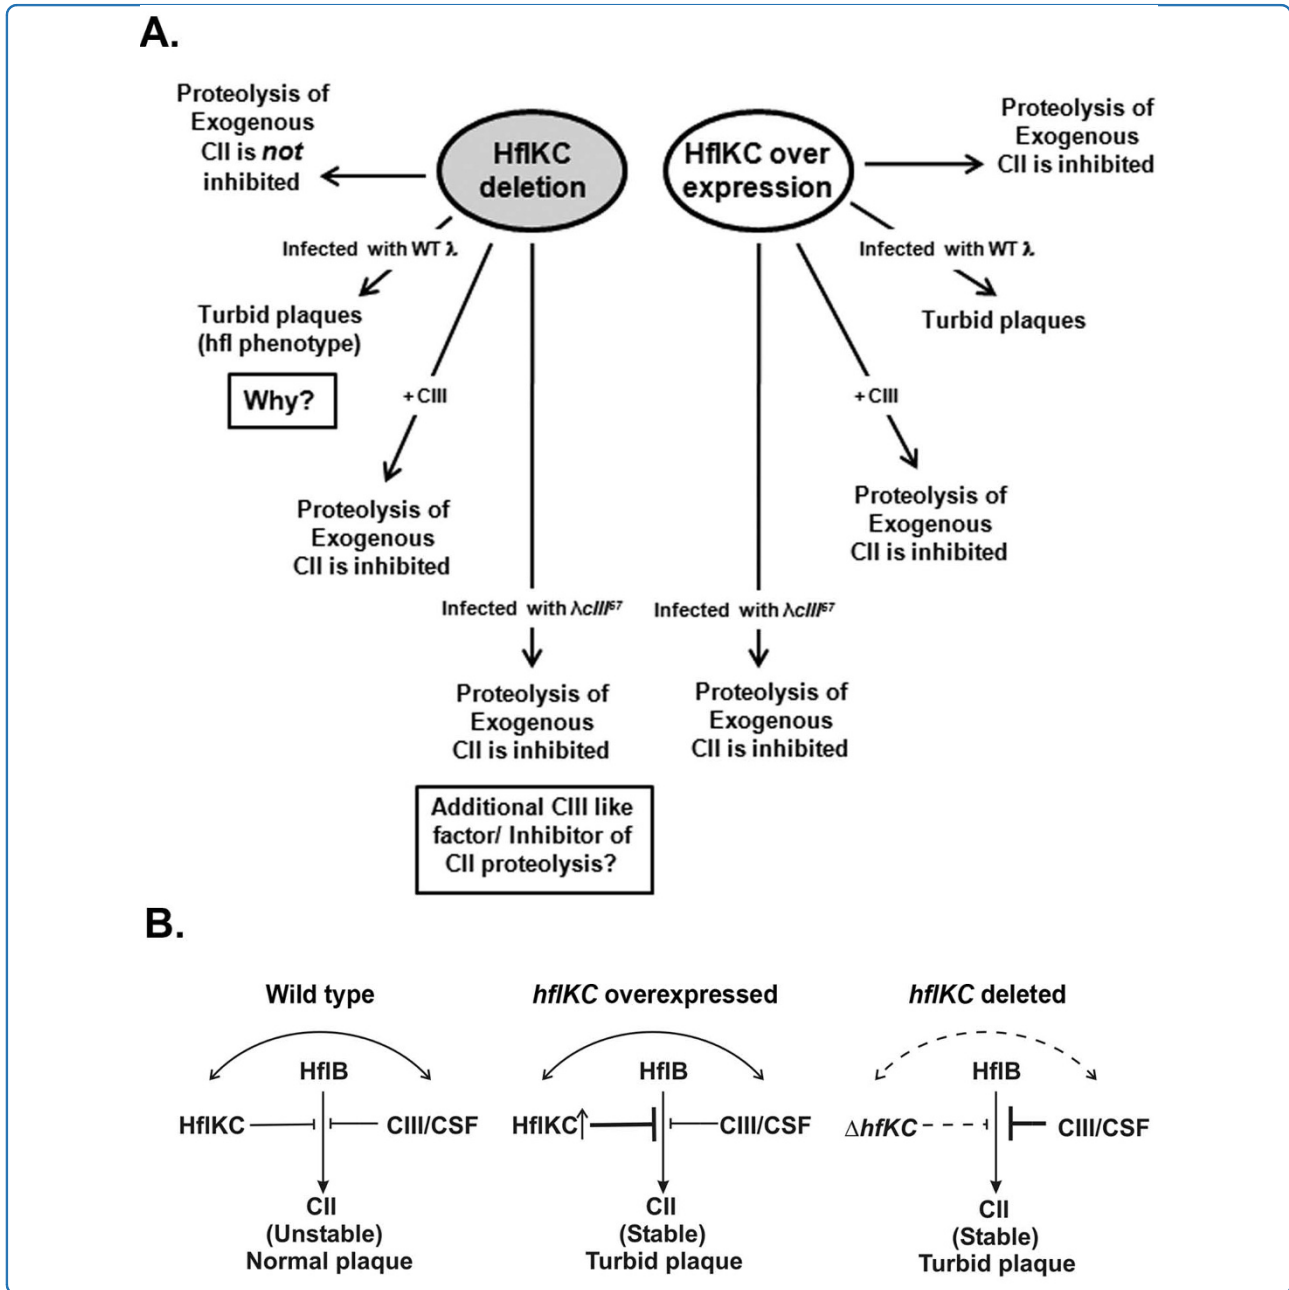 A.
Proteolysis of
Exogenous
CII is not
inhibited
HflKC
deletion
HflKC over
expression
Proteolysis of
Exogenous
CII is inhibited
Infected with WT λ
Infected with WT λ
Turbid plaques
(hfl phenotype)
Turbid plaques
Why?
+ CIII
+ CIII
Proteolysis of
Exogenous
CII is inhibited
Proteolysis of
Exogenous
CII is inhibited
Infected with λcIII⁶⁷
Infected with λcIII⁶⁷
Proteolysis of
Exogenous
CII is inhibited
Proteolysis of
Exogenous
CII is inhibited
Additional CIII like
factor/ Inhibitor of
CII proteolysis?
B.
Wild type
HflB
HflKC
CIII/CSF
CII
(Unstable)
Normal plaque
hflKC overexpressed
HflB
HflKC↑
CIII/CSF
CII
(Stable)
Turbid plaque
hflKC deleted
HflB
ΔhfKC
CIII/CSF
CII
(Stable)
Turbid plaque